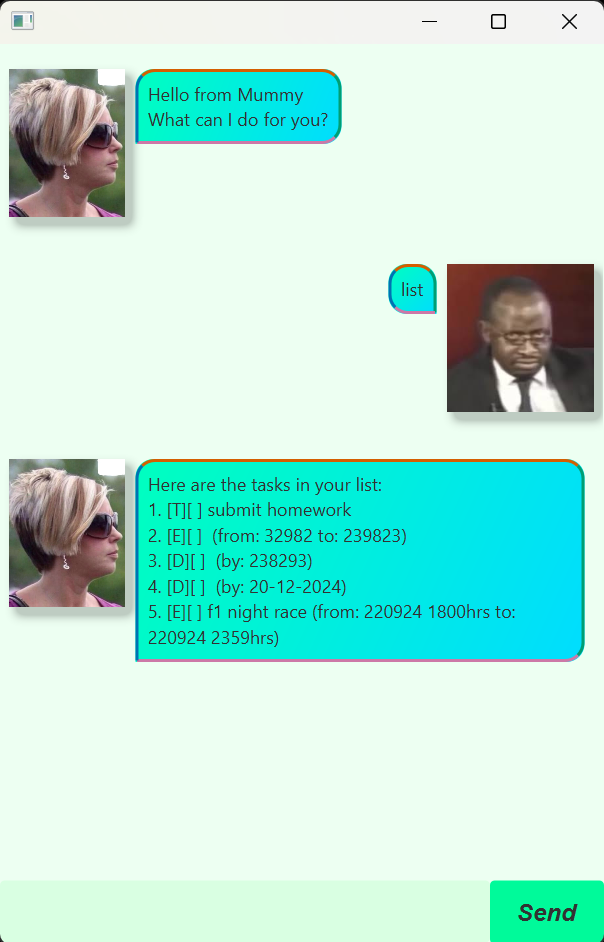 Hello from Mummy
What can I do for you?
list
Here are the tasks in your list:
1. [T][ ] submit homework
2. [E][ ]  (from: 32982 to: 239823)
3. [D][ ]  (by: 238293)
4. [D][ ]  (by: 20-12-2024)
5. [E][ ] f1 night race (from: 220924 1800hrs to:
220924 2359hrs)
Send